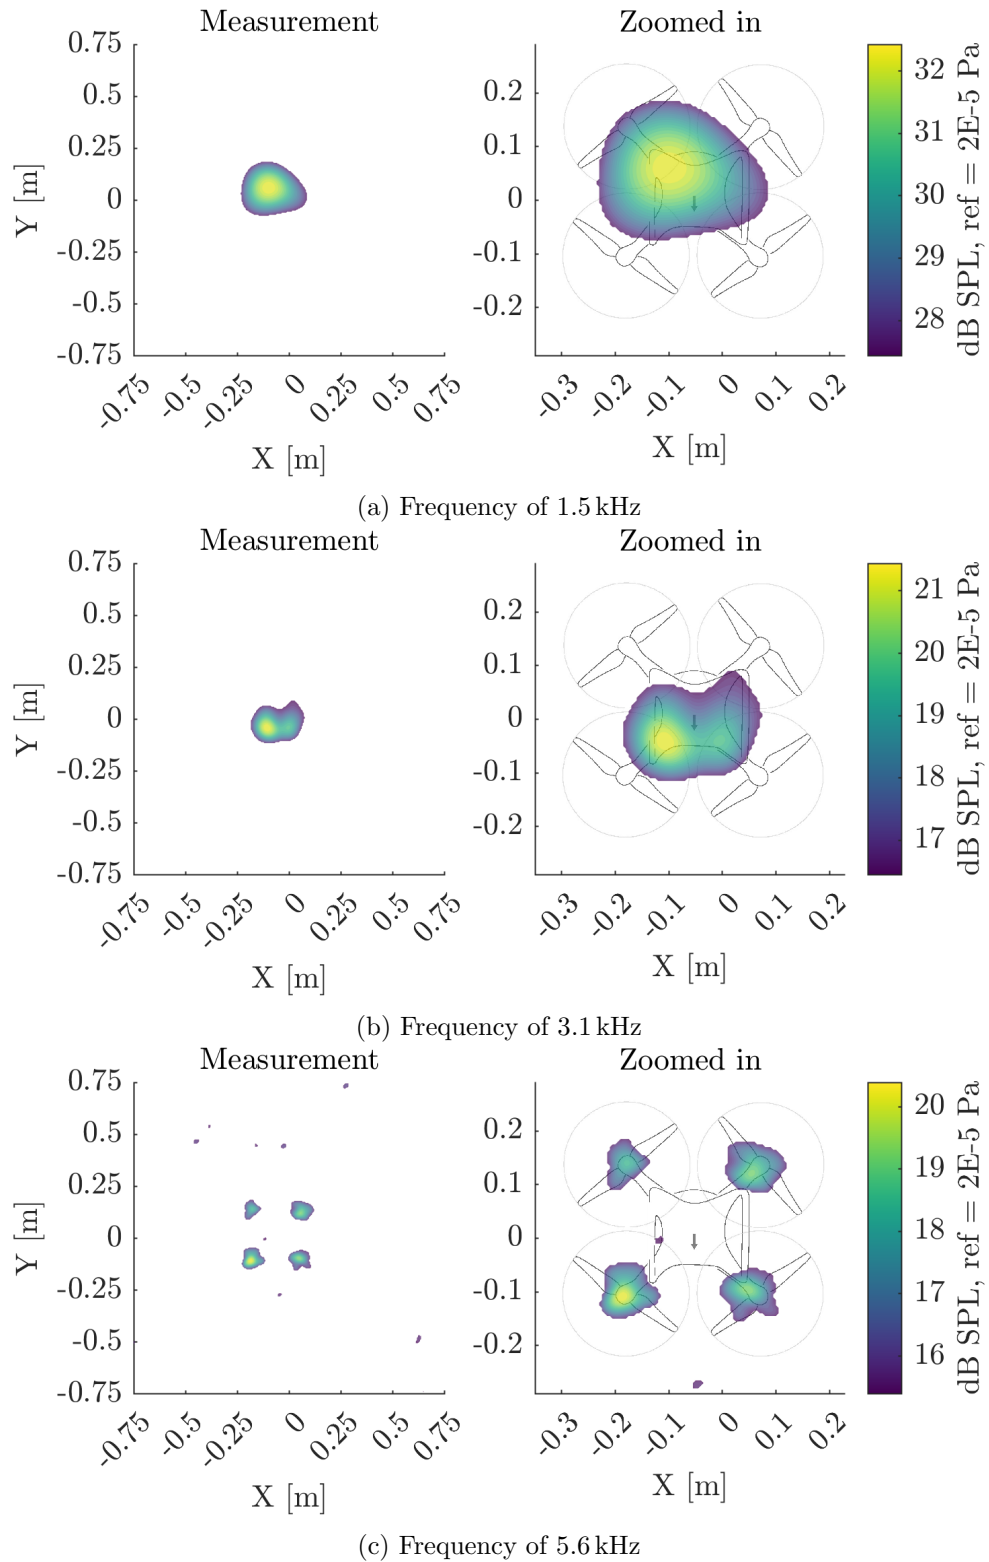 Measurement Zoomed in
0.75
0.5
0.25
0
-0.25
-0.5
-0.75
Y [m]
-0.75 -0.5 -0.25 0 0.25 0.5 0.75
X [m]
0.2
0.1
0
-0.1
-0.2
-0.3 -0.2 -0.1 0 0.1 0.2
X [m]
32
31
30
29
28
dB SPL, ref = 2E-5 Pa
(a) Frequency of 1.5 kHz
Measurement Zoomed in
0.75
0.5
0.25
0
-0.25
-0.5
-0.75
Y [m]
-0.75 -0.5 -0.25 0 0.25 0.5 0.75
X [m]
0.2
0.1
0
-0.1
-0.2
-0.3 -0.2 -0.1 0 0.1 0.2
X [m]
21
20
19
18
17
dB SPL, ref = 2E-5 Pa
(b) Frequency of 3.1 kHz
Measurement Zoomed in
0.75
0.5
0.25
0
-0.25
-0.5
-0.75
Y [m]
-0.75 -0.5 -0.25 0 0.25 0.5 0.75
X [m]
0.2
0.1
0
-0.1
-0.2
-0.3 -0.2 -0.1 0 0.1 0.2
X [m]
20
19
18
17
16
dB SPL, ref = 2E-5 Pa
(c) Frequency of 5.6 kHz